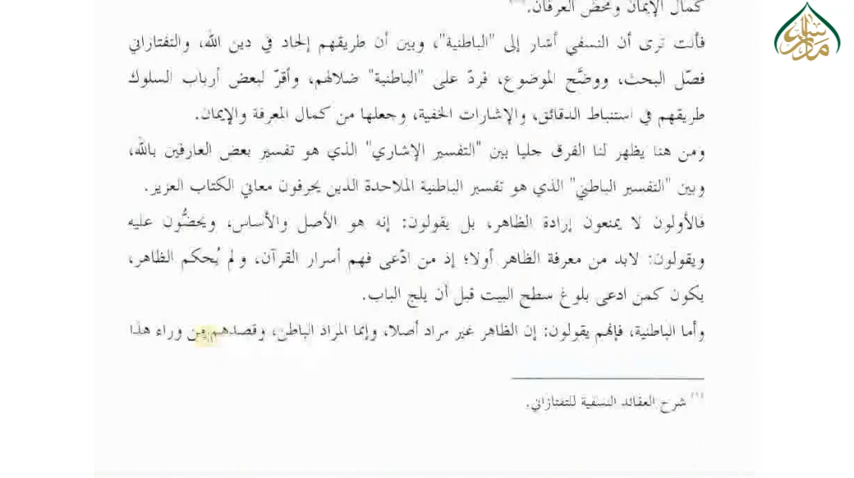 كمال الإيمان ومحض العرفان.
فأنت ترى أن النسفي أشار إلى "الباطنية"، وبين أن طريقهم إلحاد في دين الله، والتفتازاني
فصّل البحث، ووضَّح الموضوع، فردّ على "الباطنية" ضلالهم، وأقرّ لبعض أرباب السلوك
طريقهم في استنباط الدقائق، والإشارات الخفية، وجعلها من كمال المعرفة والإيمان.
ومن هنا يظهر لنا الفرق جليا بين "التفسير الإشاري" الذي هو تفسير بعض العارفين بالله،
وبين "التفسير الباطني" الذي هو تفسير الباطنية الملاحدة الذين يحرفون معاني الكتاب العزيز.
فالأولون لا يمنعون إرادة الظاهر، بل يقولون: إنه هو الأصل والأساس، ويحضُّون عليه
ويقولون: لابد من معرفة الظاهر أولا؛ إذ من ادّعى فهم أسرار القرآن، ولم يُحكم الظاهر،
يكون كمن ادعى بلوغ سطح البيت قبل أن يلج الباب.
وأما الباطنية، فإنهم يقولون: إن الظاهر غير مراد أصلا، وإنما المراد الباطن، وقصدهم من وراء هذا
(١) شرح العقائد النسفية للتفتازاني.